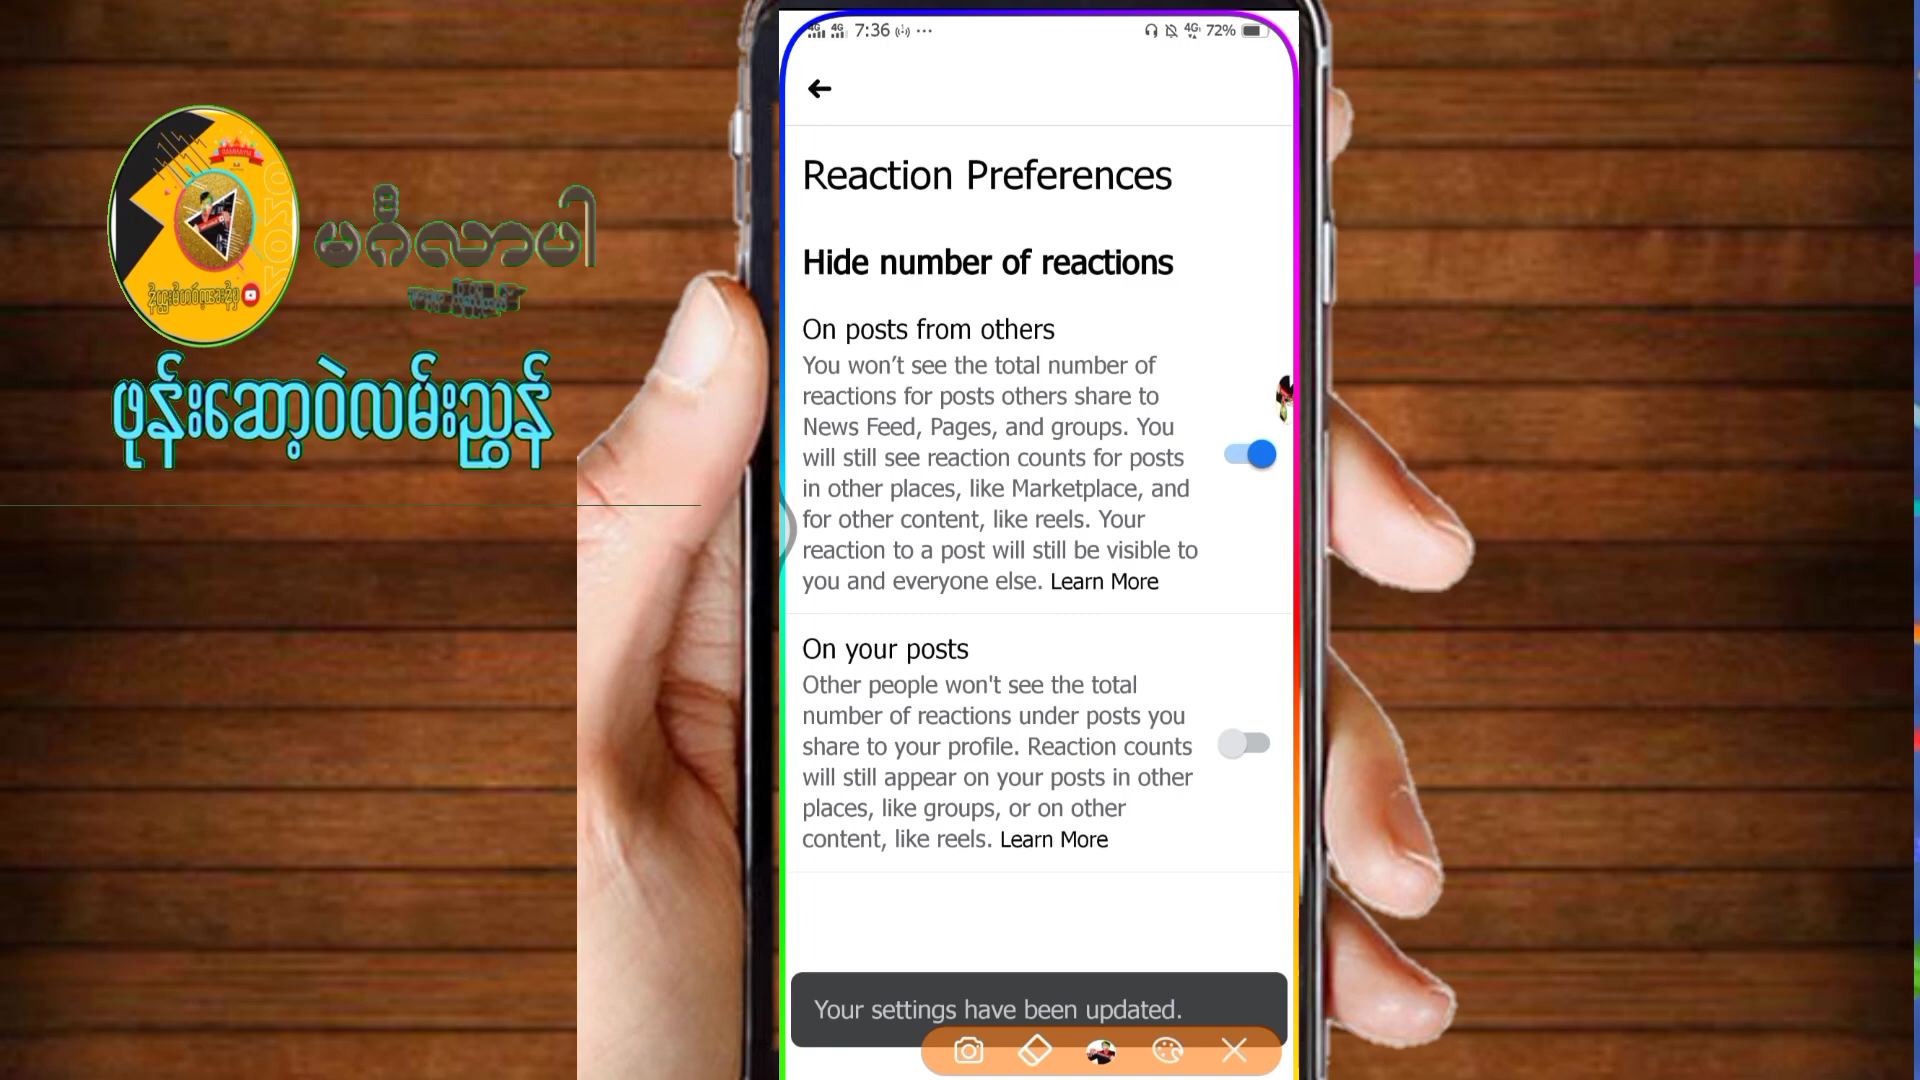 မင်္ဂလာပါ
ဖုန်းဆော့ဝဲလမ်းညွှန်
4G 4G 7:36 ··· 4G 72%
Reaction Preferences
Hide number of reactions
On posts from others
You won’t see the total number of
reactions for posts others share to
News Feed, Pages, and groups. You
will still see reaction counts for posts
in other places, like Marketplace, and
for other content, like reels. Your
reaction to a post will still be visible to
you and everyone else. Learn More
On your posts
Other people won't see the total
number of reactions under posts you
share to your profile. Reaction counts
will still appear on your posts in other
places, like groups, or on other
content, like reels. Learn More
Your settings have been updated.